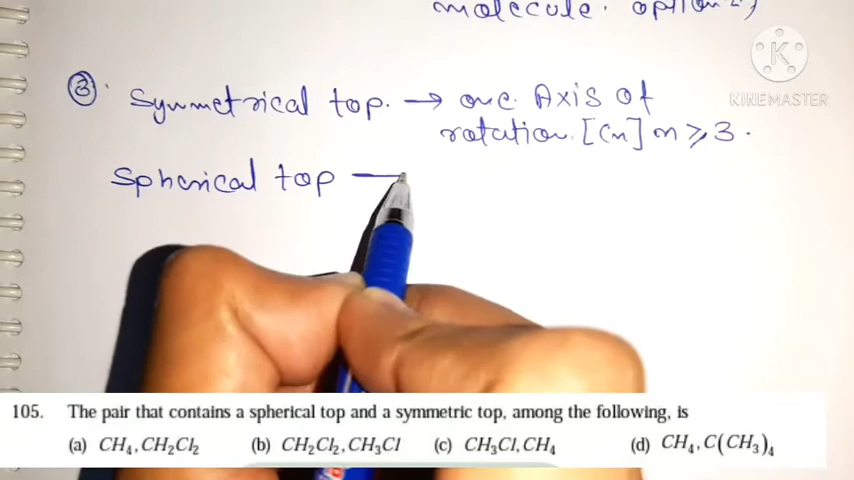 molecule. option
③. Symmetrical top. → one Axis of
rotation. [Cn] n ≥ 3.
KINEMASTER
Spherical top —
105. The pair that contains a spherical top and a symmetric top, among the following, is
(a) CH₄, CH₂Cl₂ (b) CH₂Cl₂, CH₃Cl (c) CH₃Cl, CH₄ (d) CH₄, C(CH₃)₄